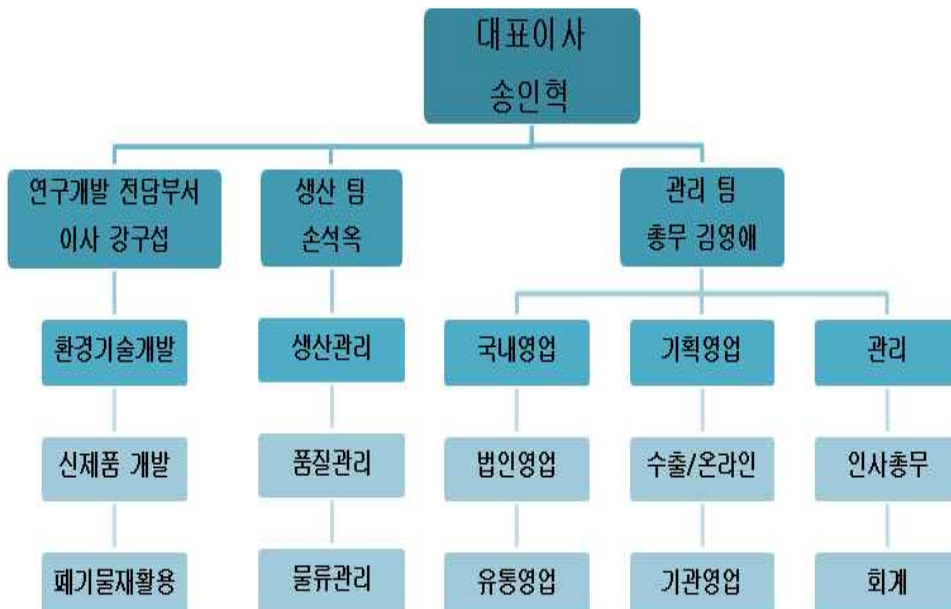 대표이사
송인혁
연구개발 전담부서
이사 강구섭
생산 팀
손석옥
관리 팀
총무 김영애
환경기술개발
생산관리
국내영업
기획영업
관리
신제품 개발
품질관리
법인영업
수출/온라인
인사총무
폐기물재활용
물류관리
유통영업
기관영업
회계